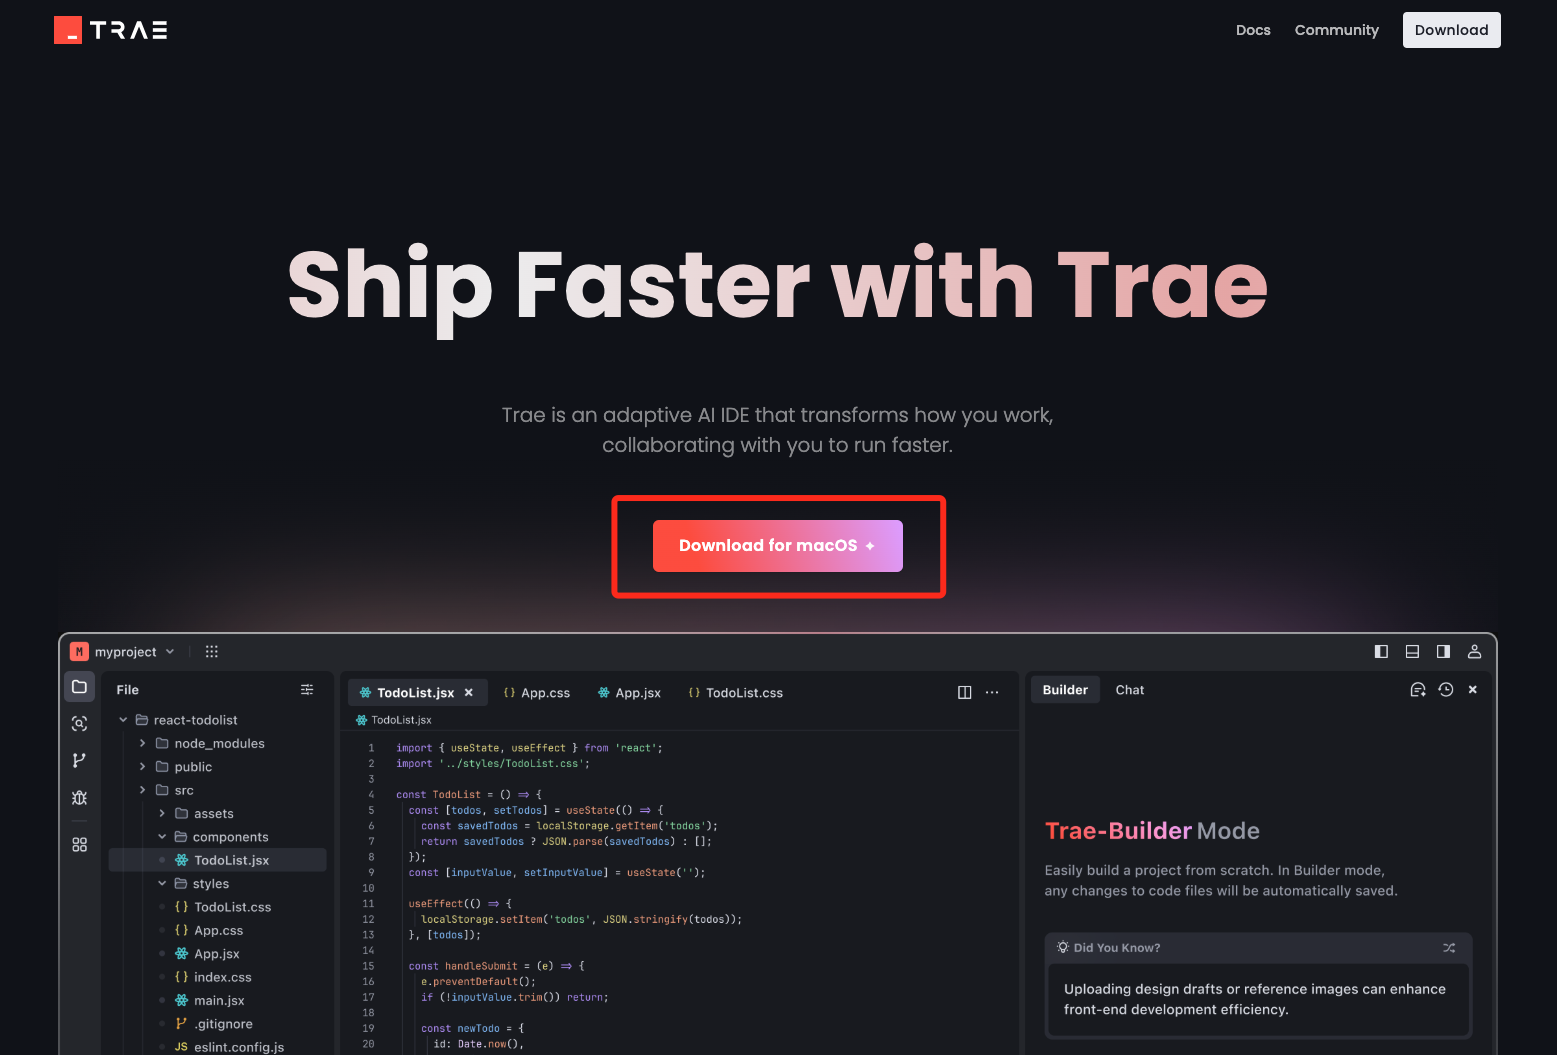 TRAE
Docs
Community
Download
Ship Faster with Trae
Trae is an adaptive AI IDE that transforms how you work,
collaborating with you to run faster.
Download for macOS
M
myproject
File
react-todolist
node_modules
public
src
assets
components
TodoList.jsx
styles
{} TodoList.css
{} App.css
App.jsx
{} index.css
main.jsx
.gitignore
JS eslint.config.js
TodoList.jsx
{} App.css
App.jsx
{} TodoList.css
TodoList.jsx
1 import { useState, useEffect } from 'react';
2 import '../styles/TodoList.css';
3
4 const TodoList = () => {
5 const [todos, setTodos] = useState(() => {
6 const savedTodos = localStorage.getItem('todos');
7 return savedTodos ? JSON.parse(savedTodos) : [];
8 });
9 const [inputValue, setInputValue] = useState('');
10
11 useEffect(() => {
12 localStorage.setItem('todos', JSON.stringify(todos));
13 }, [todos]);
14
15 const handleSubmit = (e) => {
16 e.preventDefault();
17 if (!inputValue.trim()) return;
18
19 const newTodo = {
20 id: Date.now(),
Builder
Chat
Trae-Builder Mode
Easily build a project from scratch. In Builder mode,
any changes to code files will be automatically saved.
Did You Know?
Uploading design drafts or reference images can enhance
front-end development efficiency.